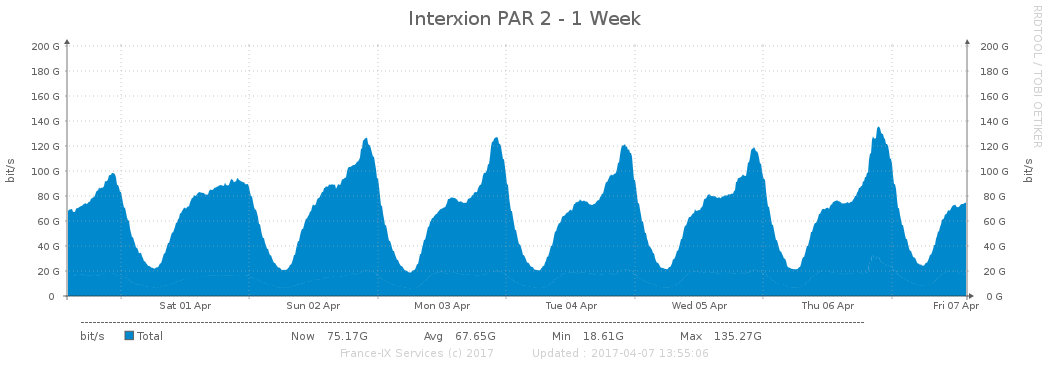 Interxion PAR 2 - 1 Week
RRDTOOL / TOBI OETIKER
200 G 200 G
180 G 180 G
160 G 160 G
140 G 140 G
120 G 120 G
100 G 100 G
80 G 80 G
60 G 60 G
40 G 40 G
20 G 20 G
0 0 G
bit/s bit/s
Sat 01 Apr Sun 02 Apr Mon 03 Apr Tue 04 Apr Wed 05 Apr Thu 06 Apr Fri 07 Apr
bit/s Total Now 75.17G Avg 67.65G Min 18.61G Max 135.27G
France-IX Services (c) 2017 Updated : 2017-04-07 13:55:06